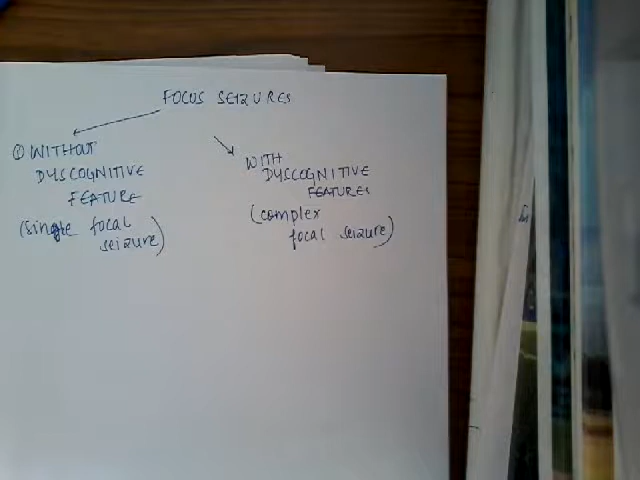 FOCUS SEIZURES
① WITHOUT
DYSCOGNITIVE
FEATURE
(single focal
seizure)
WITH
DYSCOGNITIVE
FEATURES
(complex
focal seizure)